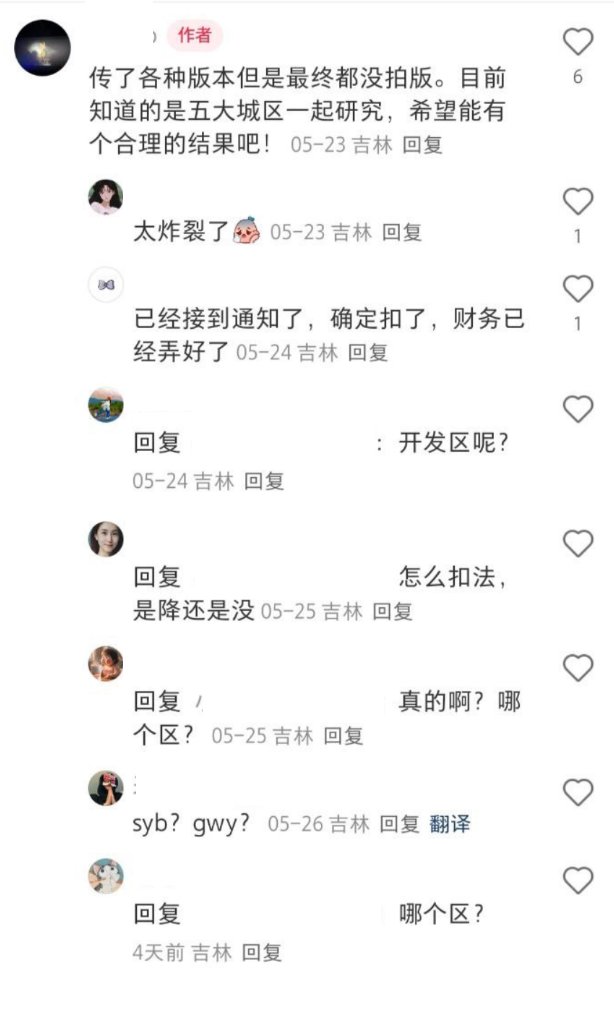 作者
传了各种版本但是最终都没拍版。目前
知道的是五大城区一起研究，希望能有
个合理的结果吧！ 05-23 吉林 回复
6
太炸裂了 05-23 吉林 回复
1
已经接到通知了，确定扣了，财务已
经弄好了 05-24 吉林 回复
1
回复 ：开发区呢？
05-24 吉林 回复
回复 怎么扣法，
是降还是没 05-25 吉林 回复
回复 真的啊？哪
个区？ 05-25 吉林 回复
syb？gwy？ 05-26 吉林 回复 翻译
回复 哪个区？
4天前 吉林 回复